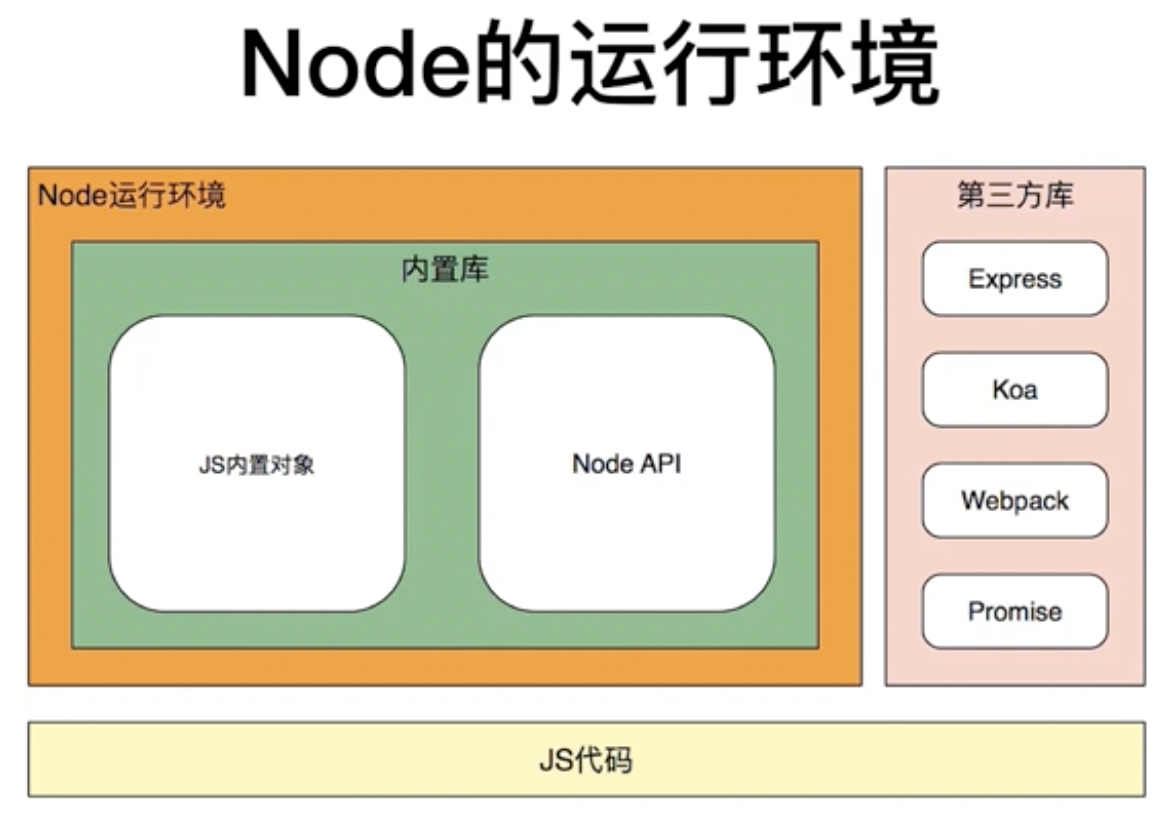 Node的运行环境
Node运行环境
内置库
JS内置对象
Node API
第三方库
Express
Koa
Webpack
Promise
JS代码